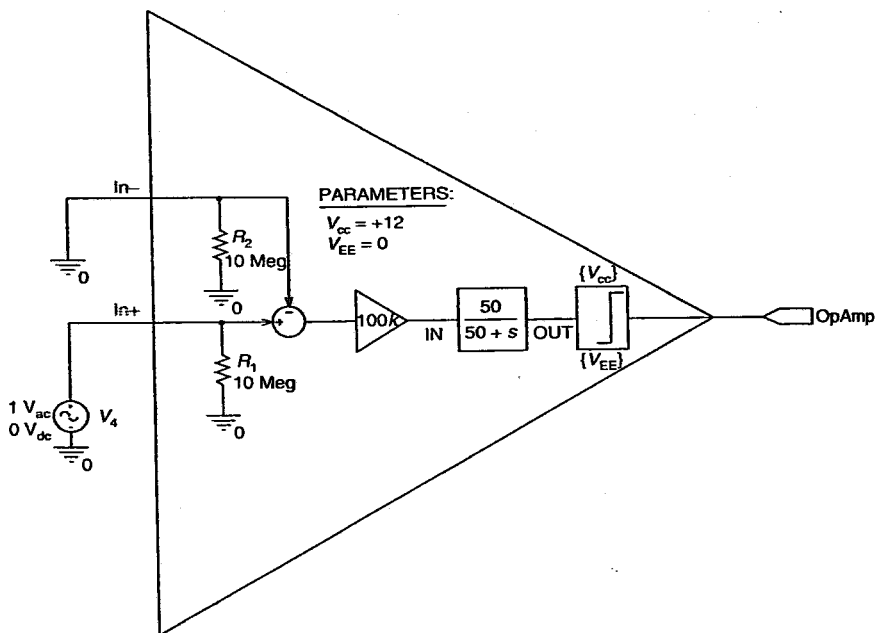 In−
PARAMETERS:
V_cc = +12
V_EE = 0
R_2
10 Meg
0
0
{V_cc}
In+
−
+
100k
IN
50
50 + s
OUT
{V_EE}
OpAmp
R_1
10 Meg
0
1 V_ac
0 V_dc
V_4
0